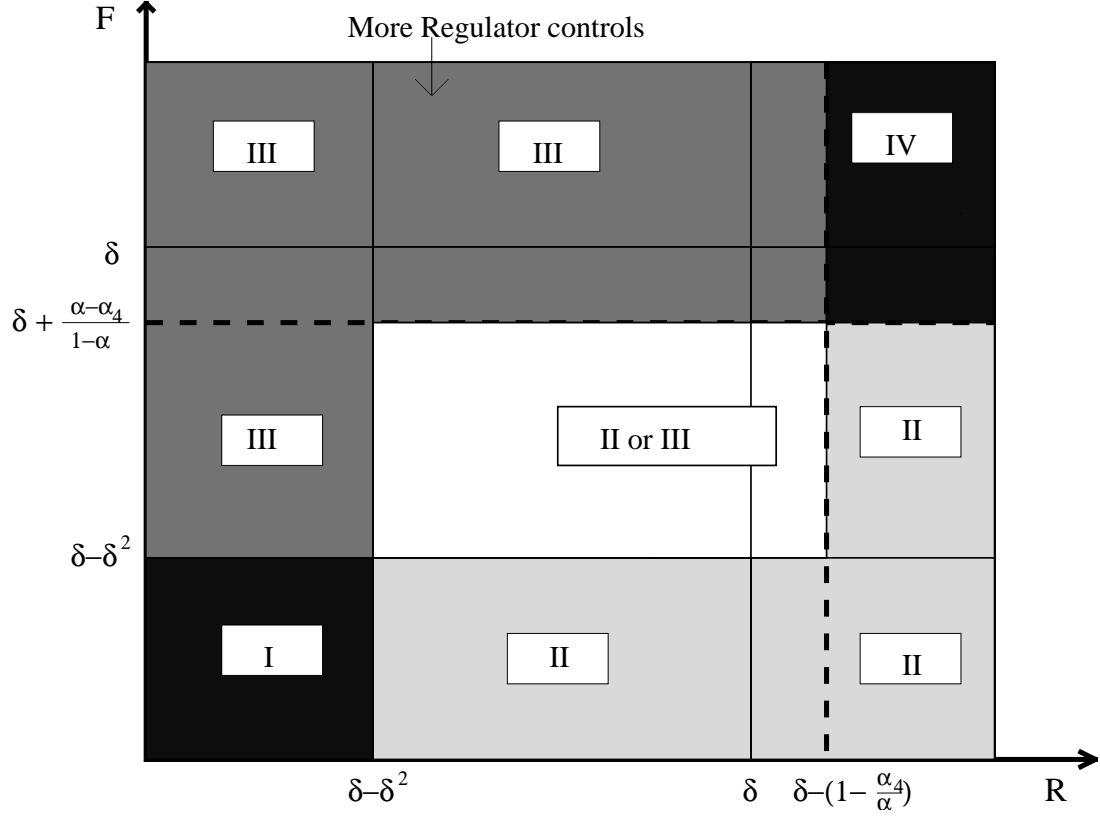 F
More Regulator controls
III
III
IV
δ
δ + α−α₄/1−α
III
II or III
II
δ−δ²
I
II
II
δ−δ²
δ
δ−(1− α₄/α)
R